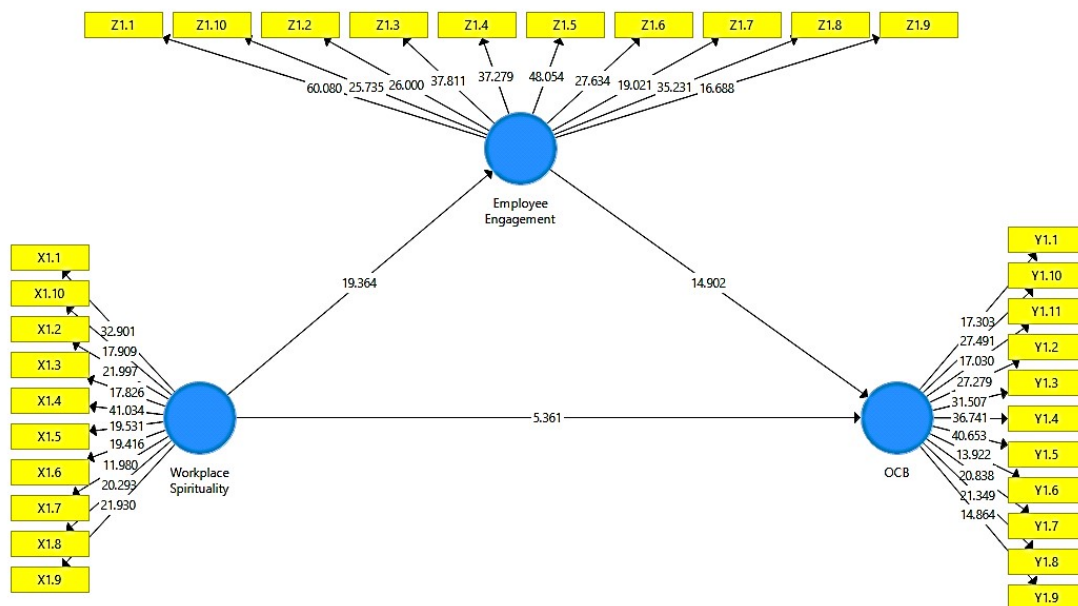 Z1.1
Z1.10
Z1.2
Z1.3
Z1.4
Z1.5
Z1.6
Z1.7
Z1.8
Z1.9
60.080
25.735
26.000
37.811
37.279
48.054
27.634
19.021
35.231
16.688
Employee
Engagement
19.364
14.902
X1.1
X1.10
X1.2
X1.3
X1.4
X1.5
X1.6
X1.7
X1.8
X1.9
32.901
17.909
21.997
17.826
41.034
19.531
19.416
11.980
20.293
21.930
Workplace
Spirituality
5.361
OCB
17.303
27.491
17.030
27.279
31.507
36.741
40.653
13.922
20.838
21.349
14.864
Y1.1
Y1.10
Y1.11
Y1.2
Y1.3
Y1.4
Y1.5
Y1.6
Y1.7
Y1.8
Y1.9